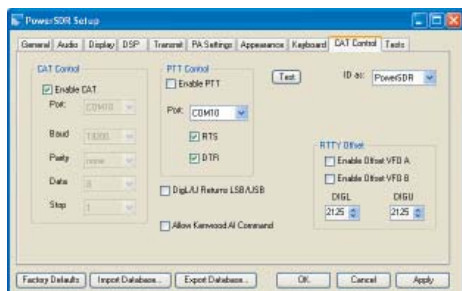 PowerSDR Setup
General Audio Display DSP Transmit PA Settings Appearance Keyboard CAT Control Tests
CAT Control
Enable CAT
Port: COM10
Baud
Parity none
Data 8
Stop 1
PTT Control
Enable PTT
Port: COM10
RTS
DTR
DigL/U Returns LSB/USB
Allow Kenwood AI Command
Test
ID as: PowerSDR
RTTY Offset
Enable Offset VFO A
Enable Offset VFO B
DIGL DIGU
2125 2125
Factory Defaults Import Database... Export Database... OK Cancel Apply